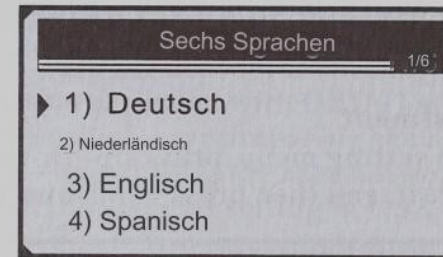 Sechs Sprachen
1/6
1) Deutsch
2) Niederländisch
3) Englisch
4) Spanisch